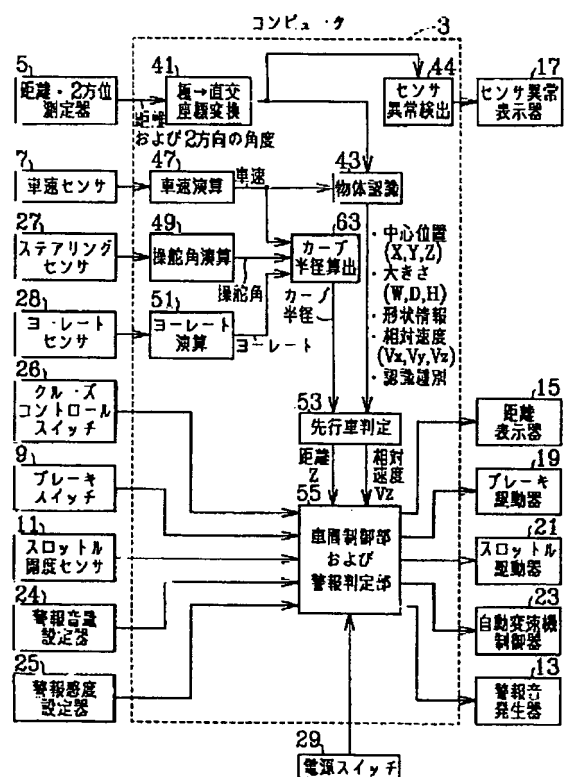 コンピュータ
3
5
距離・2方位
測定器
41
極→直交
座標変換
44
センサ
異常検出
17
センサ異常
表示器
距離
および2方向の角度
7
車速センサ
47
車速演算
車速
43
物体認識
27
ステアリング
センサ
49
操舵角演算
操舵角
63
カーブ
半径算出
・中心位置
(X,Y,Z)
・大きさ
(W,D,H)
・形状情報
・相対速度
(Vx,Vy,Vz)
・認識種別
28
ヨーレート
センサ
51
ヨーレート
演算
ヨーレート
カーブ
半径
26
クルーズ
コントロール
スイッチ
53
先行車判定
15
距離
表示器
距離
Z
相対
速度
Vz
9
ブレーキ
スイッチ
55
車間制御部
および
警報判定部
19
ブレーキ
駆動器
11
スロットル
開度センサ
21
スロットル
駆動器
24
警報音量
設定器
23
自動変速機
制御器
25
警報感度
設定器
13
警報音
発生器
29
電源スイッチ